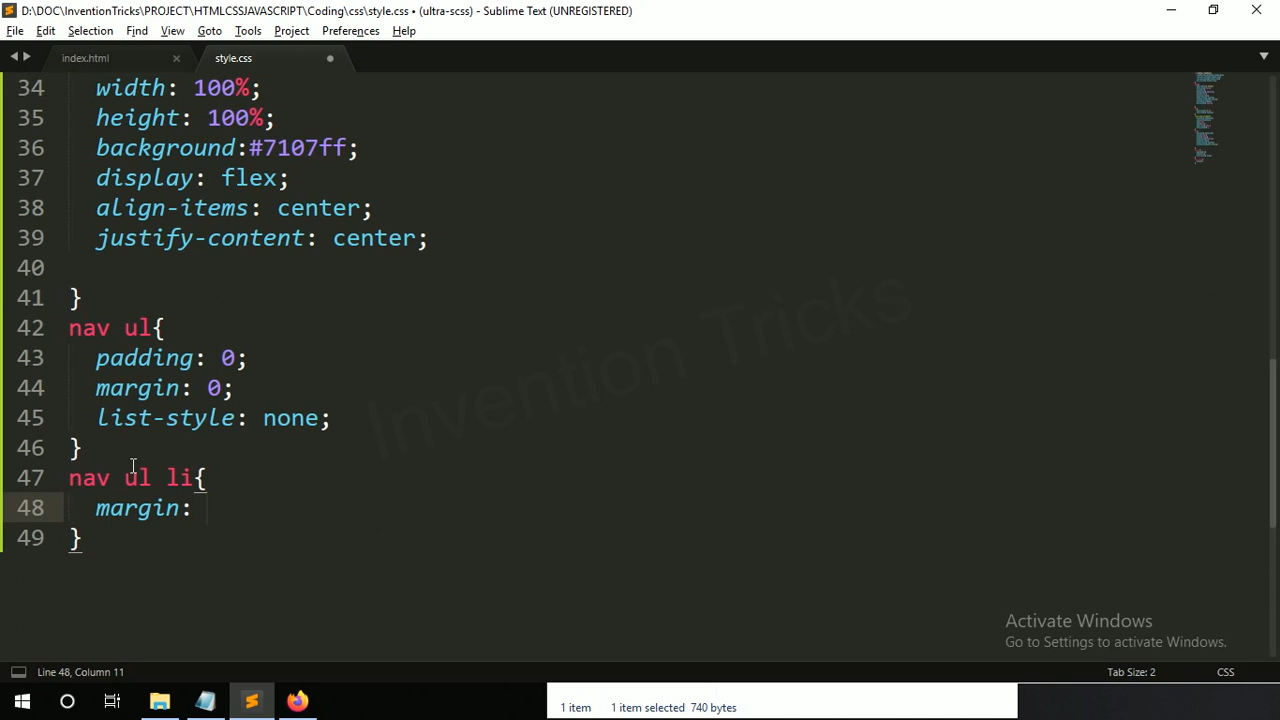 D:\DOC\InventionTricks\PROJECT\HTMLCSSJAVASCRIPT\Coding\css\style.css • (ultra-scss) - Sublime Text (UNREGISTERED)
File Edit Selection Find View Goto Tools Project Preferences Help
index.html style.css
34 width: 100%;
35 height: 100%;
36 background:#7107ff;
37 display: flex;
38 align-items: center;
39 justify-content: center;
40
41 }
42 nav ul{
43 padding: 0;
44 margin: 0;
45 list-style: none;
46 }
47 nav ul li{
48 margin:
49 }
Invention Tricks
Activate Windows
Go to Settings to activate Windows.
Line 48, Column 11 Tab Size: 2 CSS
1 item 1 item selected 740 bytes